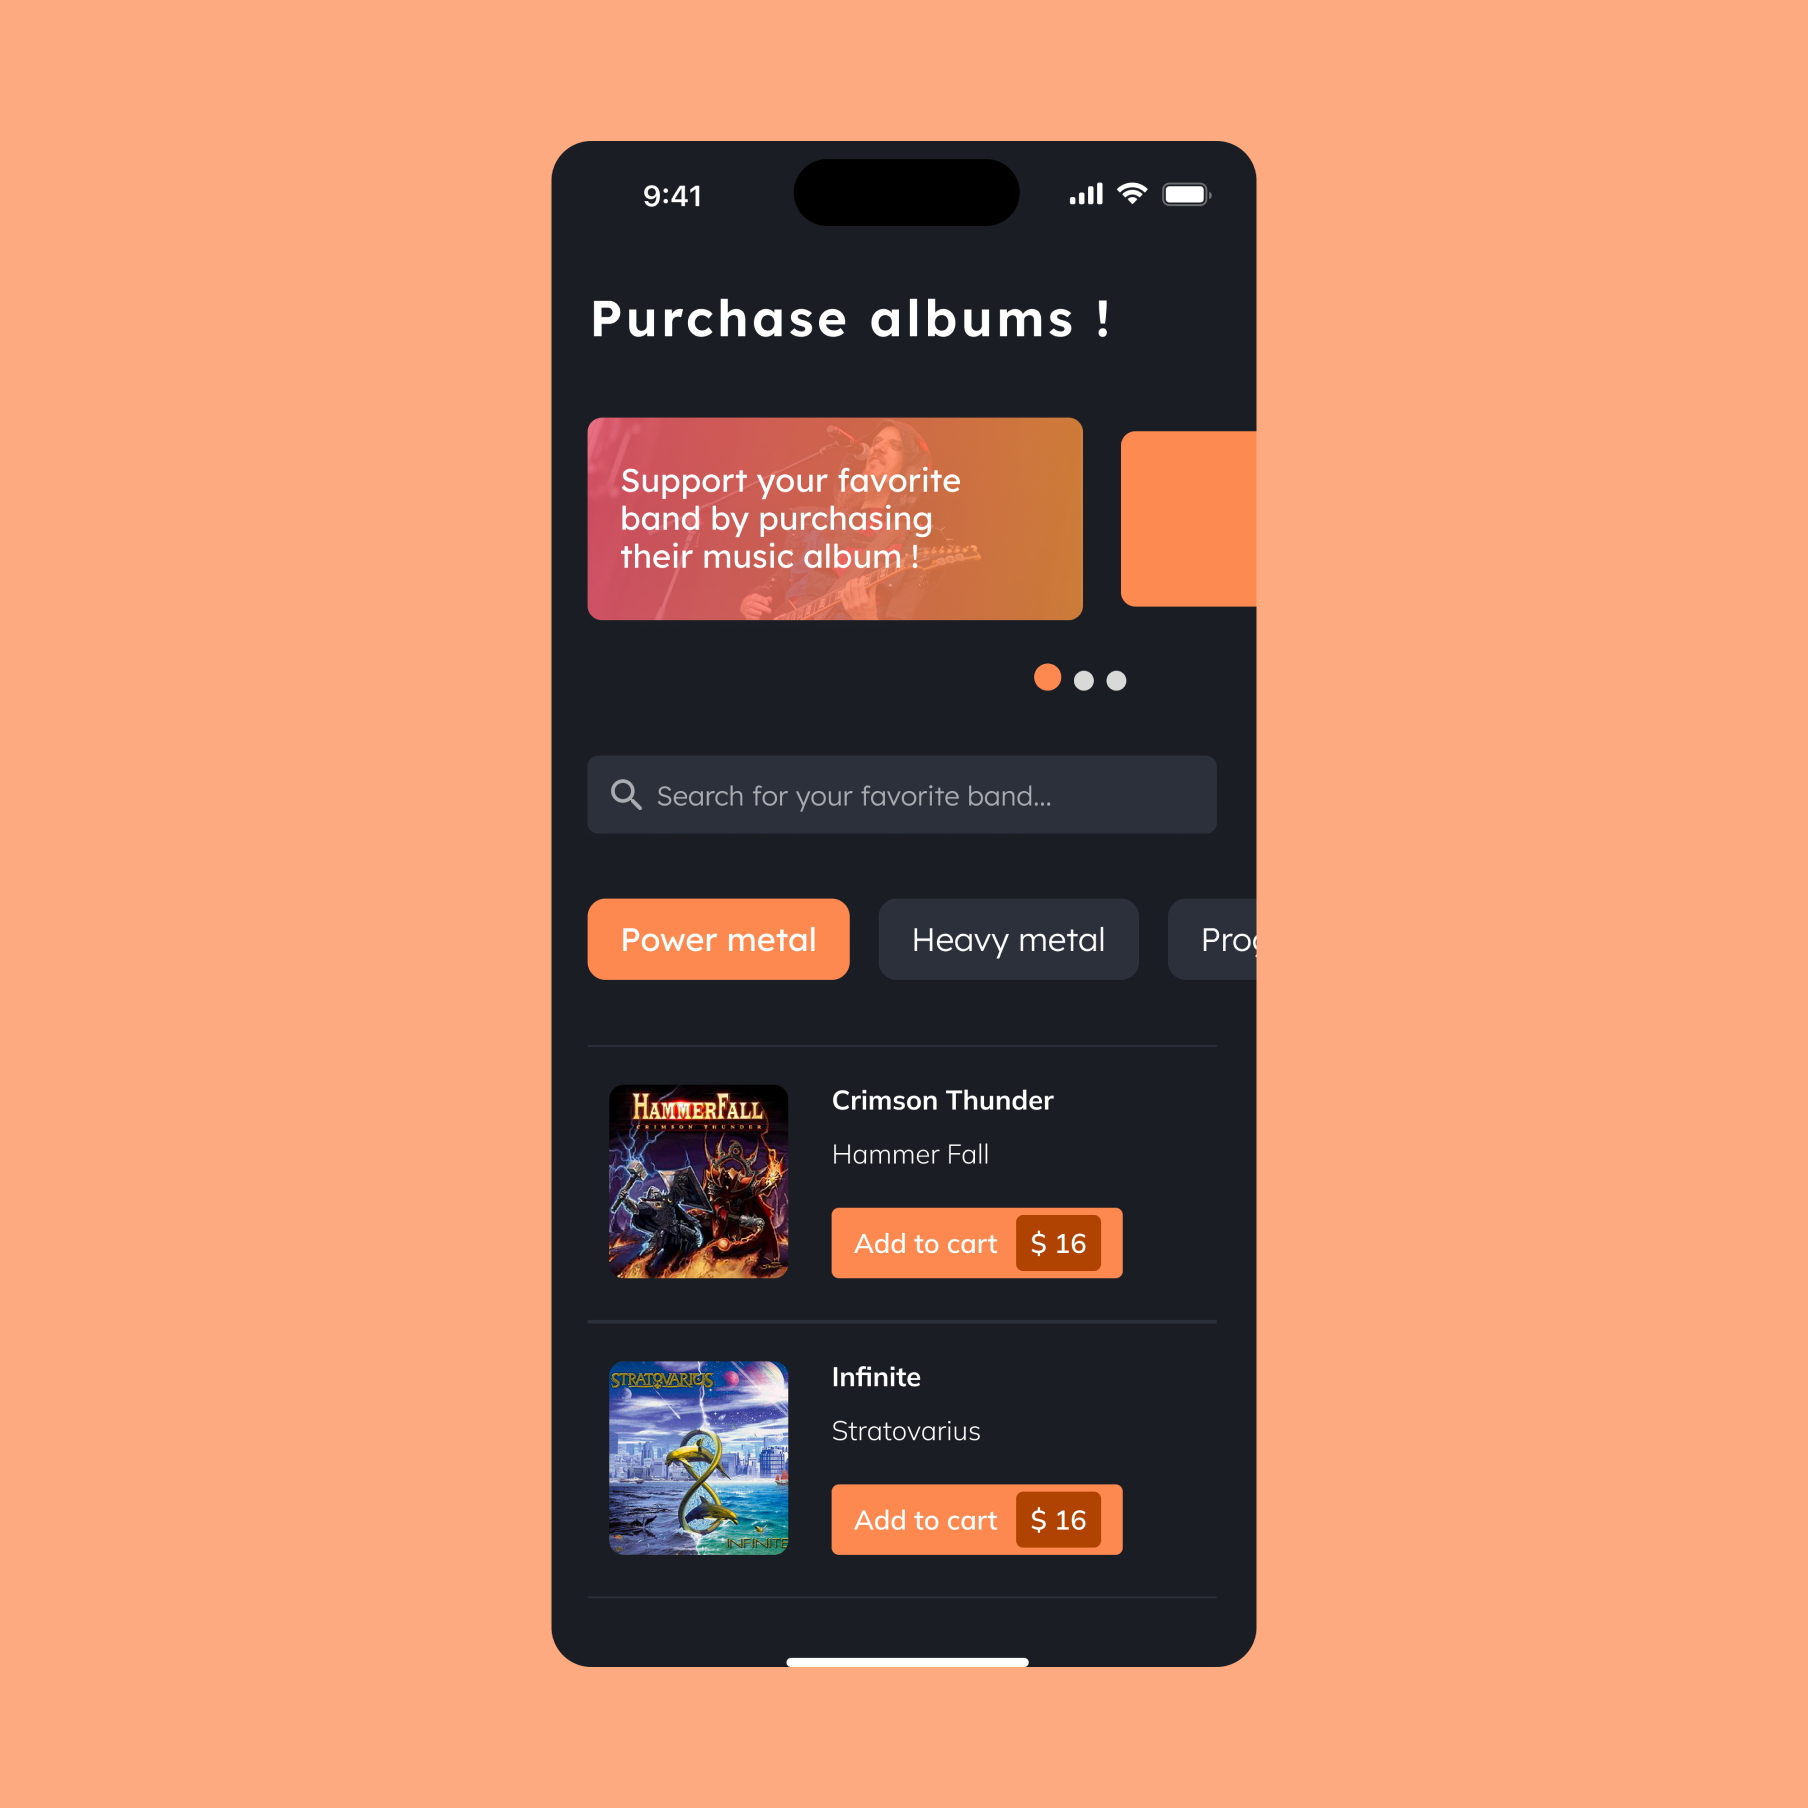 9:41
Purchase albums !
Support your favorite
band by purchasing
their music album !
Search for your favorite band...
Power metal
Heavy metal
Prog
HAMMERFALL
CRIMSON THUNDER
Crimson Thunder
Hammer Fall
Add to cart
$ 16
STRATOVARIUS
INFINITE
Infinite
Stratovarius
Add to cart
$ 16